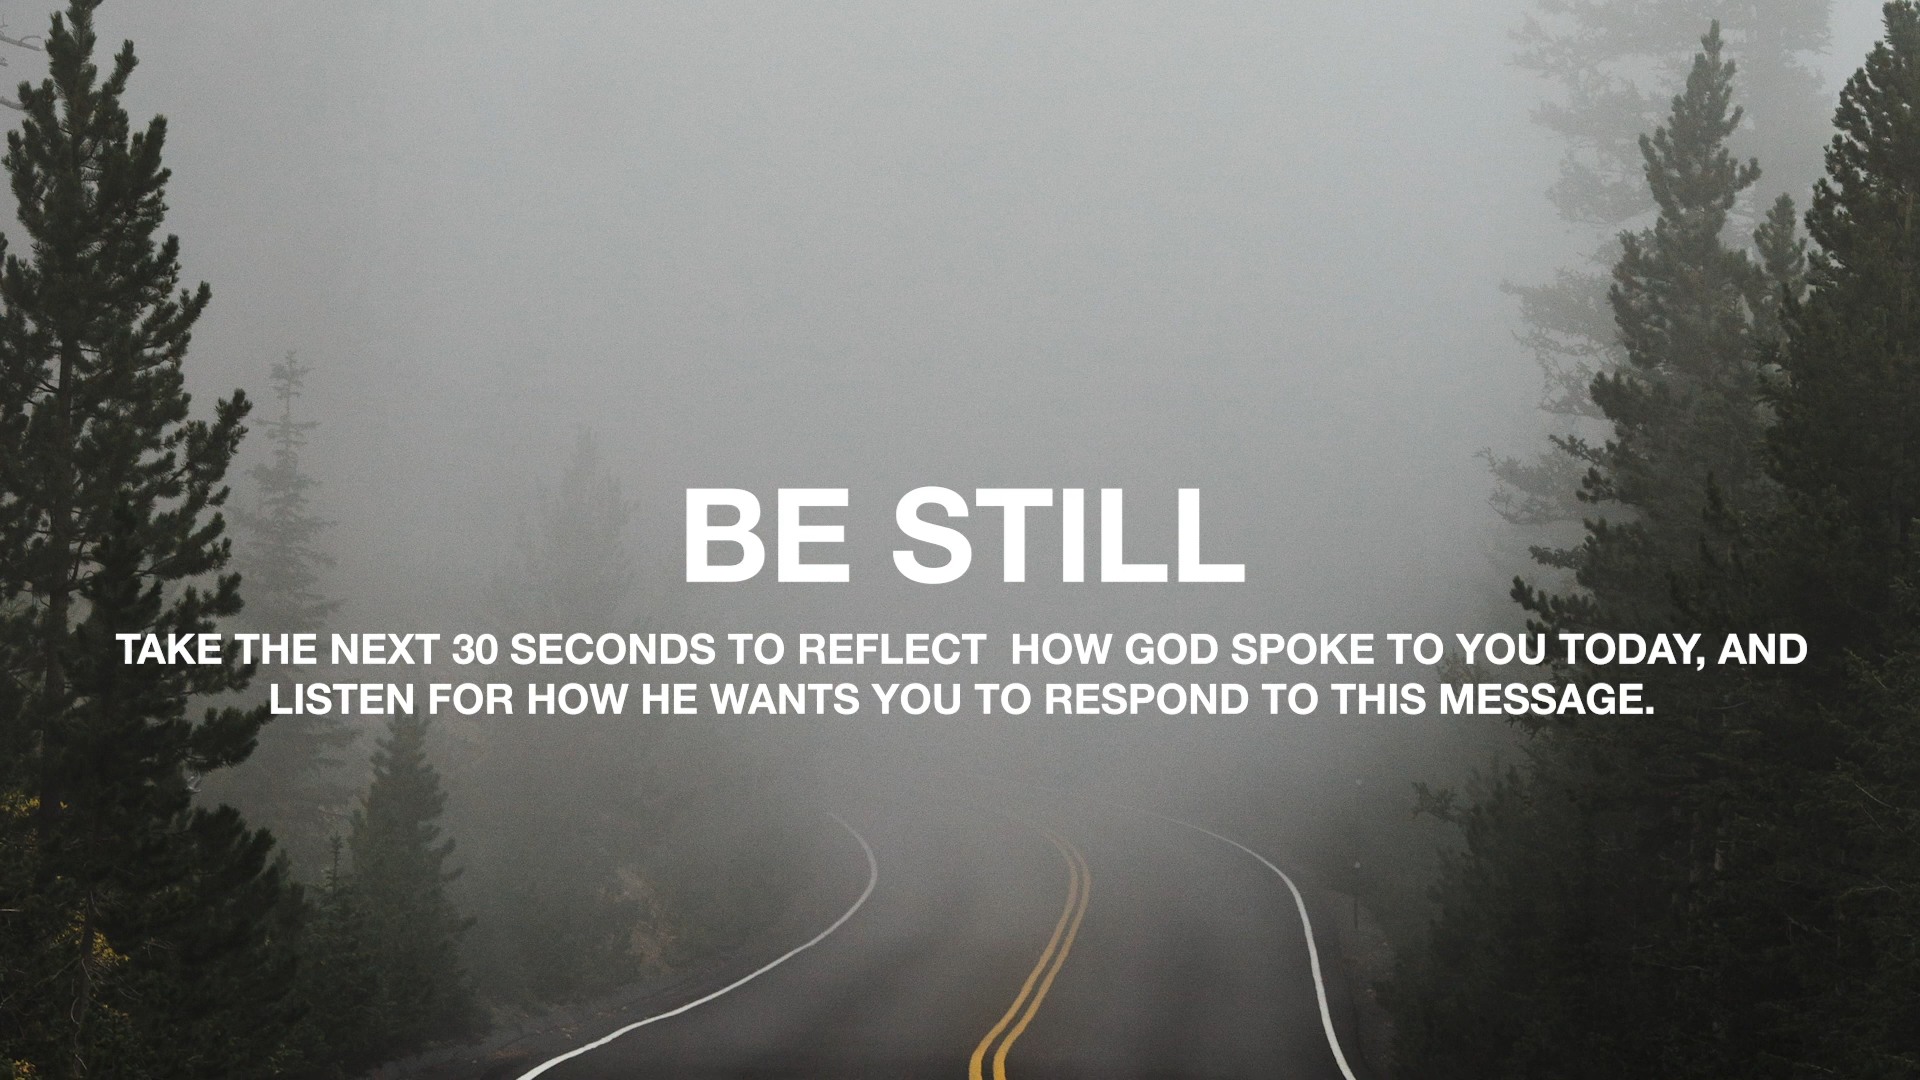 BE STILL
TAKE THE NEXT 30 SECONDS TO REFLECT  HOW GOD SPOKE TO YOU TODAY, AND
LISTEN FOR HOW HE WANTS YOU TO RESPOND TO THIS MESSAGE.